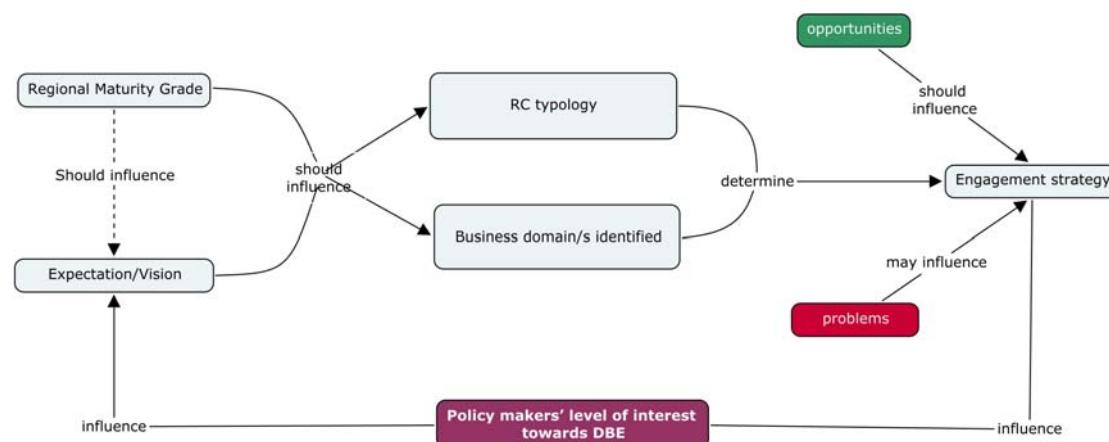 opportunities
Regional Maturity Grade
RC typology
should
influence
Should influence
should
influence
determine
Engagement strategy
Business domain/s identified
Expectation/Vision
may influence
problems
Policy makers' level of interest
towards DBE
influence
influence